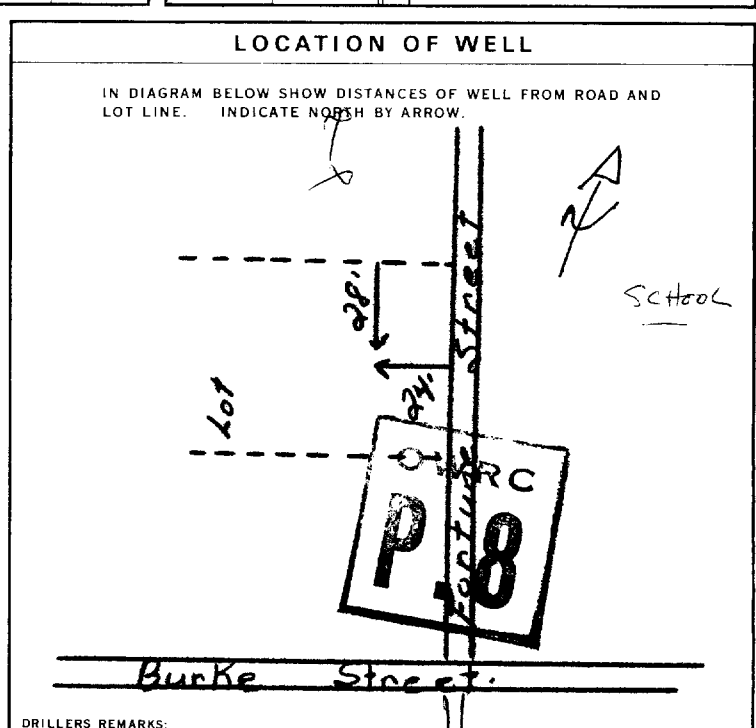 LOCATION OF WELL
IN DIAGRAM BELOW SHOW DISTANCES OF WELL FROM ROAD AND
LOT LINE. INDICATE NORTH BY ARROW.
N
SCHOOL
28'
24'
Lot
Fortune Street
OWRC
P.8
Burke Street.
DRILLERS REMARKS: